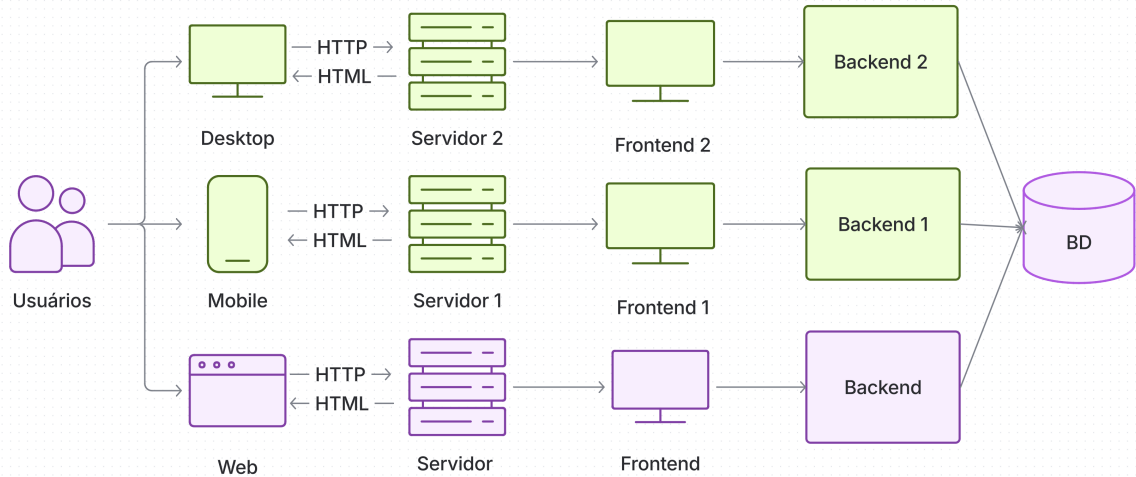 HTTP
HTML
Desktop
Servidor 2
Frontend 2
Backend 2
Usuários
HTTP
HTML
Mobile
Servidor 1
Frontend 1
Backend 1
BD
HTTP
HTML
Web
Servidor
Frontend
Backend